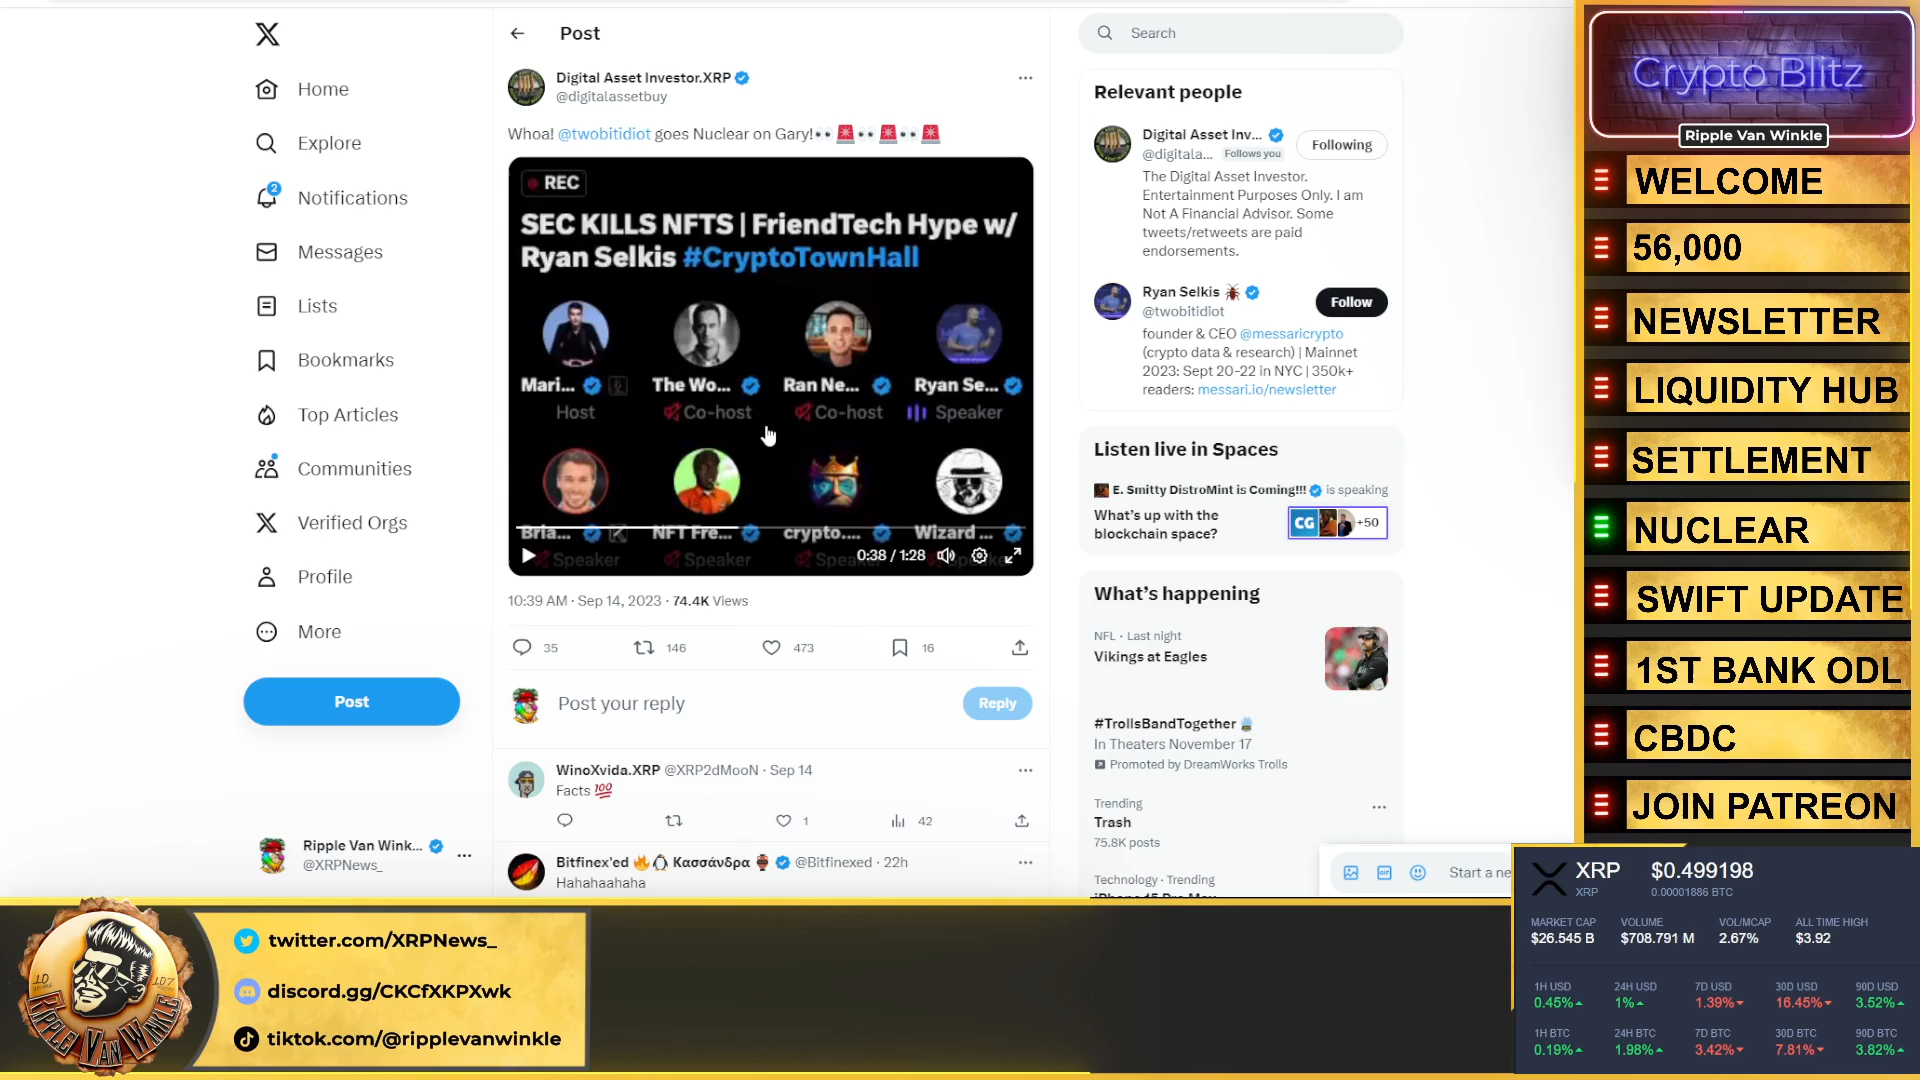 Home
Explore
2
Notifications
Messages
Lists
Bookmarks
Top Articles
Communities
Verified Orgs
Profile
More
Post
Ripple Van Wink...
@XRPNews_
Post
Digital Asset Investor.XRP
@digitalassetbuy
Whoa! @twobitidiot goes Nuclear on Gary!
REC
SEC KILLS NFTS | FriendTech Hype w/
Ryan Selkis #CryptoTownHall
Mari... The Wo... Ran Ne... Ryan Se...
Host Co-host Co-host Speaker
Bria... NFT Fre... crypto.... Wizard ...
Speaker Speaker Speaker Speaker
0:38 / 1:28
10:39 AM · Sep 14, 2023 · 74.4K Views
35 146 473 16
Post your reply
Reply
WinoXvida.XRP @XRP2dMooN · Sep 14
Facts 💯
1 42
Bitfinex'ed Κασσάνδρα @Bitfinexed · 22h
Hahahaahaha
Search
Relevant people
Digital Asset Inv...
@digitala... Follows you
Following
The Digital Asset Investor.
Entertainment Purposes Only. I am
Not A Financial Advisor. Some
tweets/retweets are paid
endorsements.
Ryan Selkis
@twobitidiot
Follow
founder & CEO @messaricrypto
(crypto data & research) | Mainnet
2023: Sept 20-22 in NYC | 350k+
readers: messari.io/newsletter
Listen live in Spaces
E. Smitty DistroMint is Coming!!! is speaking
What's up with the
blockchain space?
CG
+50
What's happening
NFL · Last night
Vikings at Eagles
#TrollsBandTogether
In Theaters November 17
Promoted by DreamWorks Trolls
Trending
Trash
75.8K posts
Technology · Trending
iPhone15 Pro Max
Start a ne
Crypto Blitz
Ripple Van Winkle
WELCOME
56,000
NEWSLETTER
LIQUIDITY HUB
SETTLEMENT
NUCLEAR
SWIFT UPDATE
1ST BANK ODL
CBDC
JOIN PATREON
XRP $0.499198
XRP 0.00001886 BTC
MARKET CAP VOLUME VOL/MCAP ALL TIME HIGH
$26.545 B $708.791 M 2.67% $3.92
1H USD 24H USD 7D USD 30D USD 90D USD
0.45% 1% 1.39% 16.45% 3.52%
1H BTC 24H BTC 7D BTC 30D BTC 90D BTC
0.19% 1.98% 3.42% 7.81% 3.82%
RIPPLE VAN WINKLE
twitter.com/XRPNews_
discord.gg/CKCfXKPXwk
tiktok.com/@ripplevanwinkle